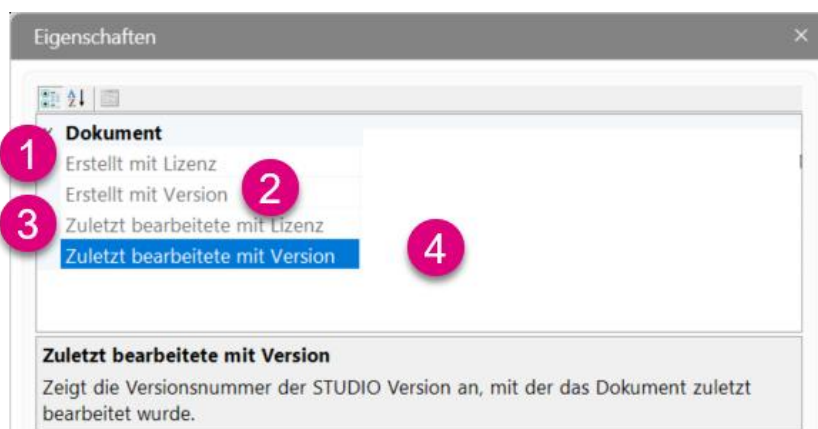 Eigenschaften
Dokument
1
Erstellt mit Lizenz
Erstellt mit Version
2
3
Zuletzt bearbeitete mit Lizenz
Zuletzt bearbeitete mit Version
4
Zuletzt bearbeitete mit Version
Zeigt die Versionsnummer der STUDIO Version an, mit der das Dokument zuletzt
bearbeitet wurde.